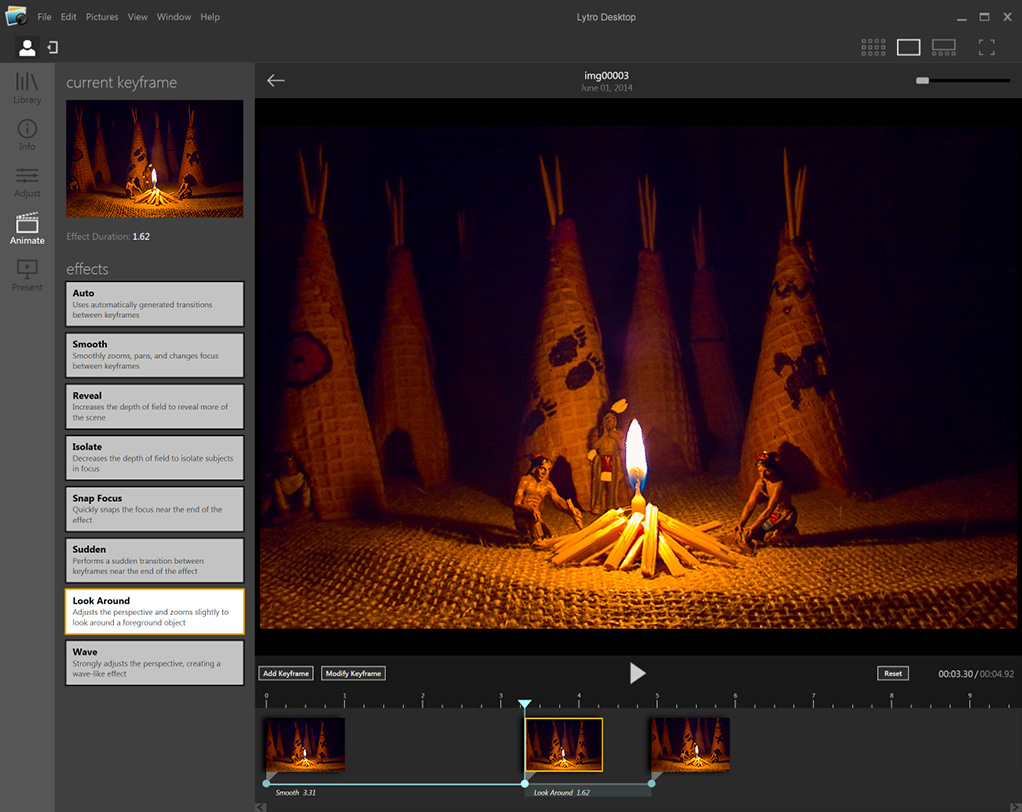 File Edit Pictures View Window Help
Lytro Desktop
Library
Info
Adjust
Animate
Present
current keyframe
Effect Duration: 1.62
effects
Auto
Uses automatically generated transitions
between keyframes
Smooth
Smoothly zooms, pans, and changes focus
between keyframes
Reveal
Increases the depth of field to reveal more of
the scene
Isolate
Decreases the depth of field to isolate subjects
in focus
Snap Focus
Quickly snaps the focus near the end of the
effect
Sudden
Performs a sudden transition between
keyframes near the end of the effect
Look Around
Adjusts the perspective and zooms slightly to
look around a foreground object
Wave
Strongly adjusts the perspective, creating a
wave-like effect
img00003
June 01, 2014
Add Keyframe Modify Keyframe Reset 00:03.30 / 00:04.92
0 1 2 3 4 5 6 7 8 9
Smooth 3.31 Look Around 1.62